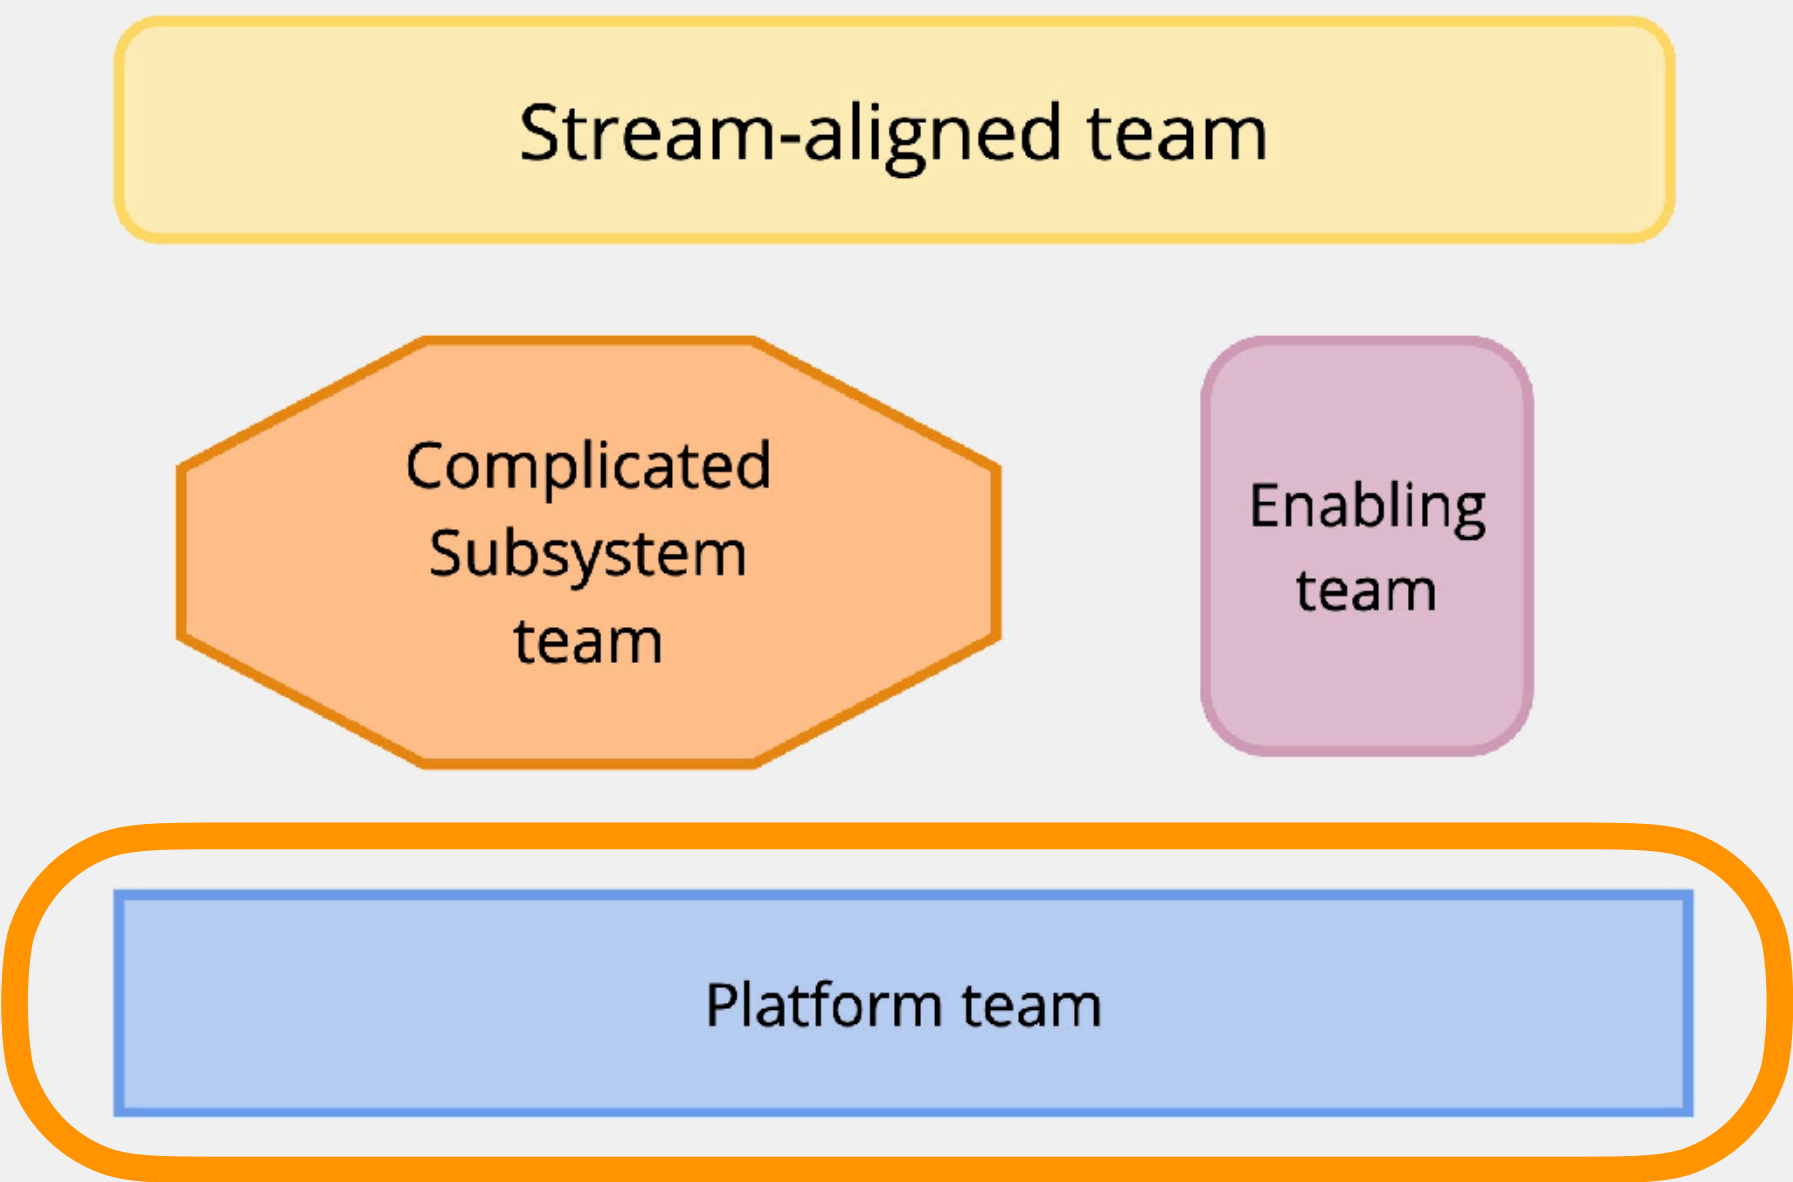 Stream-aligned team
Complicated
Subsystem
team
Enabling
team
Platform team